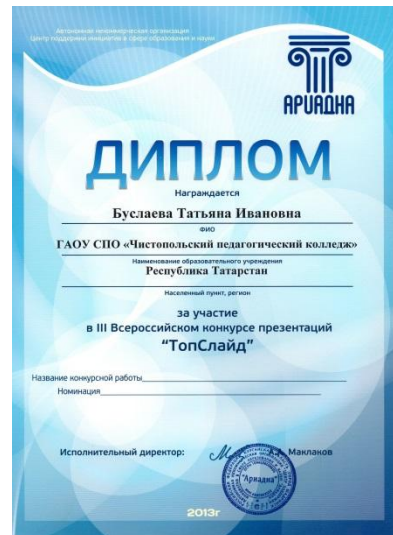 Автономная некоммерческая организация
Центр поддержки инициатив в сфере образования и науки
АРИАДНА
ДИПЛОМ
Награждается
Буслаева Татьяна Ивановна
ФИО
ГАОУ СПО «Чистопольский педагогический колледж»
Наименование образовательного учреждения
Республика Татарстан
Населенный пункт, регион
за участие
в III Всероссийском конкурсе презентаций
“ТопСлайд”
Название конкурсной работы
Номинация
Исполнительный директор: Маклаков
"Ариадна"
2013г